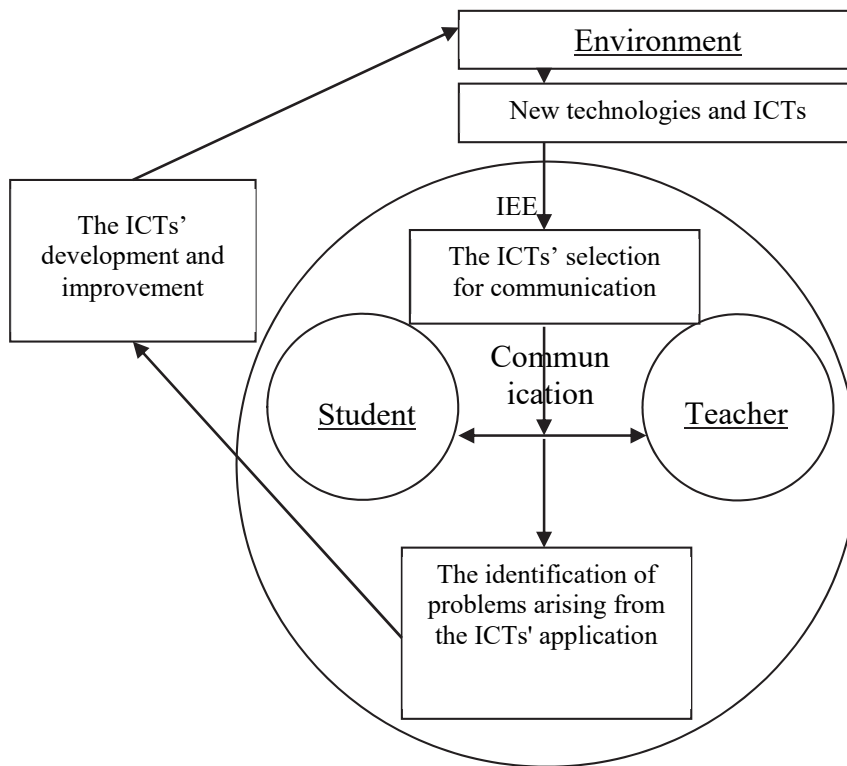 Environment
New technologies and ICTs
IEE
The ICTs’ development and improvement
The ICTs’ selection
for communication
Commun
ication
Student
Teacher
The identification of
problems arising from
the ICTs' application